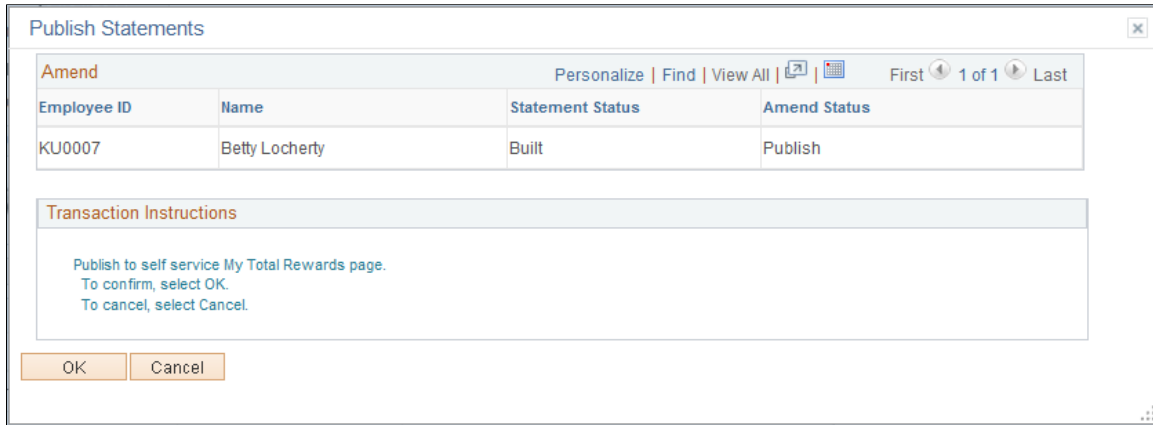 Publish Statements
Amend Personalize | Find | View All | | First 1 of 1 Last
Employee ID Name Statement Status Amend Status
KU0007 Betty Locherty Built Publish
Transaction Instructions
Publish to self service My Total Rewards page.
To confirm, select OK.
To cancel, select Cancel.
OK Cancel